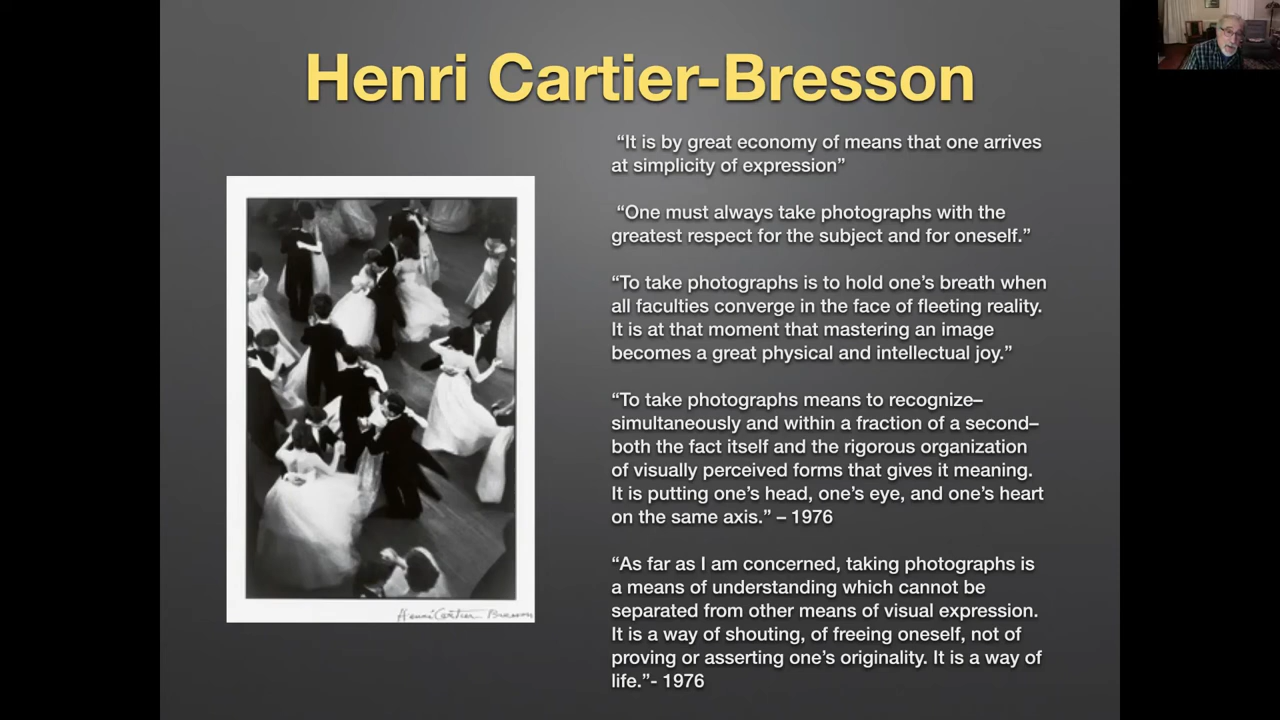 Henri Cartier-Bresson
“It is by great economy of means that one arrives
at simplicity of expression”
“One must always take photographs with the
greatest respect for the subject and for oneself.”
“To take photographs is to hold one’s breath when
all faculties converge in the face of fleeting reality.
It is at that moment that mastering an image
becomes a great physical and intellectual joy.”
“To take photographs means to recognize–
simultaneously and within a fraction of a second–
both the fact itself and the rigorous organization
of visually perceived forms that gives it meaning.
It is putting one’s head, one’s eye, and one’s heart
on the same axis.” – 1976
“As far as I am concerned, taking photographs is
a means of understanding which cannot be
separated from other means of visual expression.
It is a way of shouting, of freeing oneself, not of
proving or asserting one’s originality. It is a way of
life.”- 1976
Henri Cartier Bresson